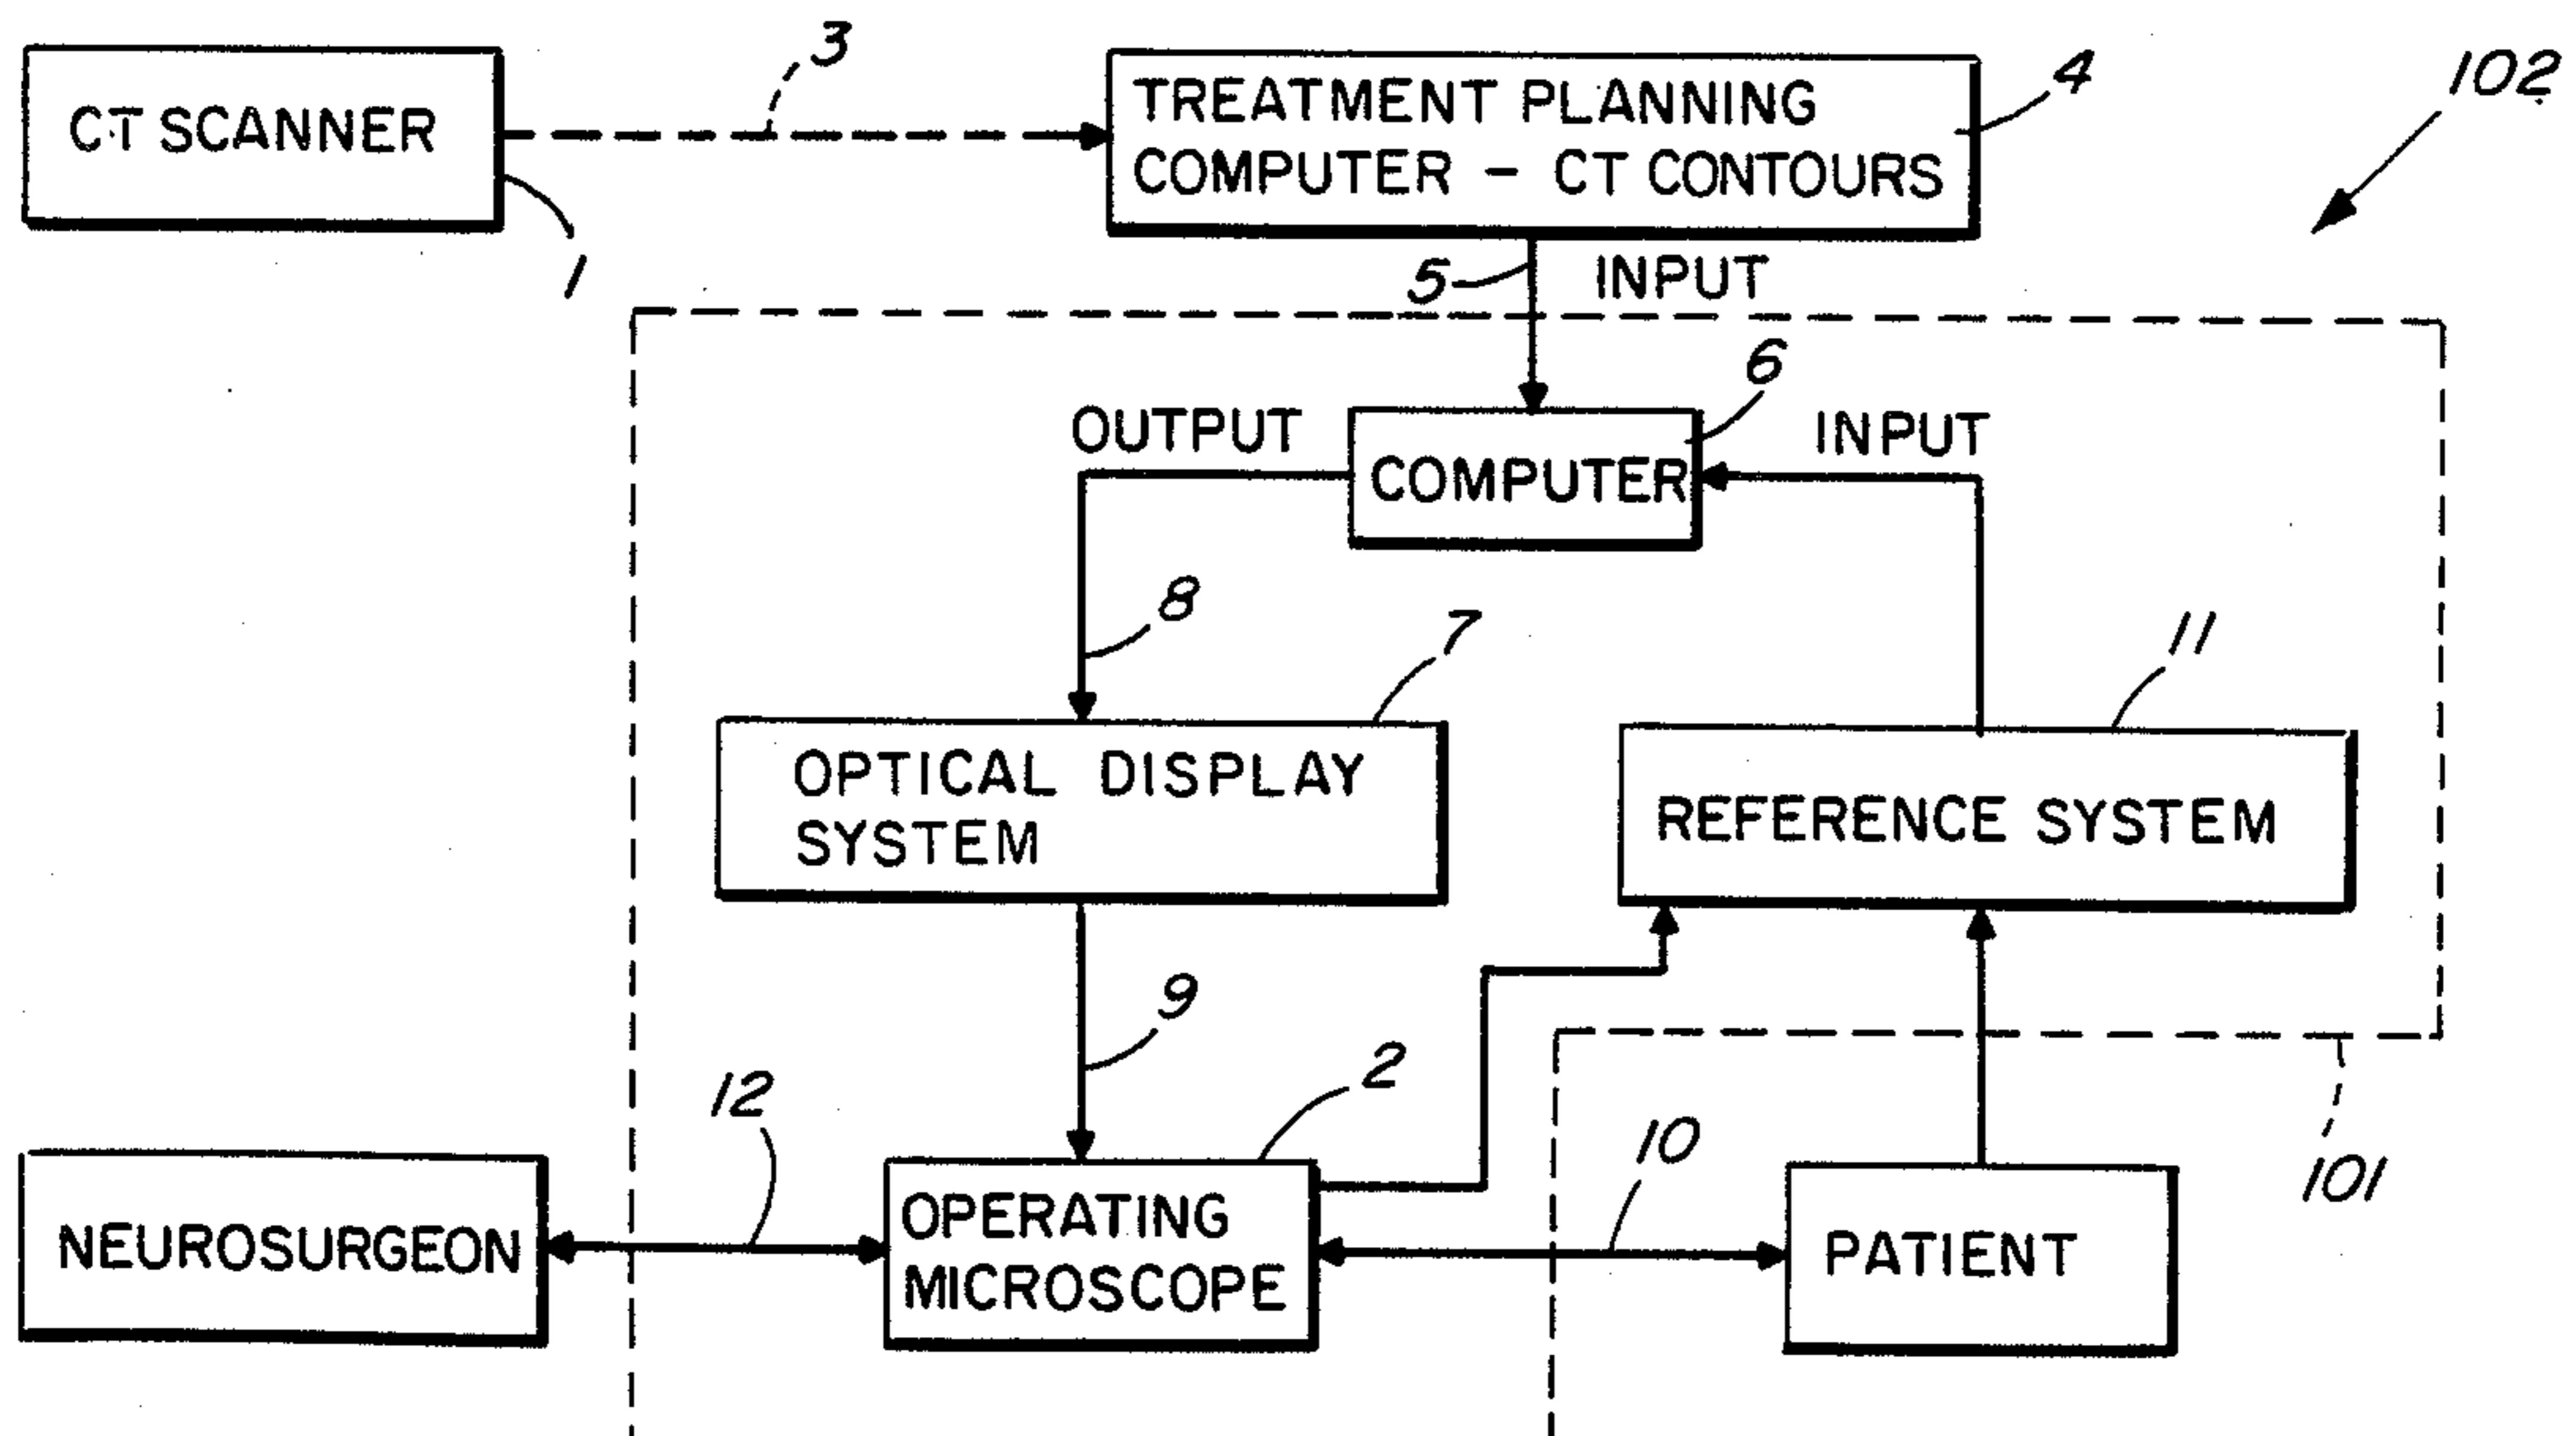 3
CT SCANNER
1
TREATMENT PLANNING
COMPUTER - CT CONTOURS
4
102
5
INPUT
6
OUTPUT
COMPUTER
INPUT
8
7
11
OPTICAL DISPLAY
SYSTEM
REFERENCE SYSTEM
9
2
12
10
101
NEUROSURGEON
OPERATING
MICROSCOPE
PATIENT